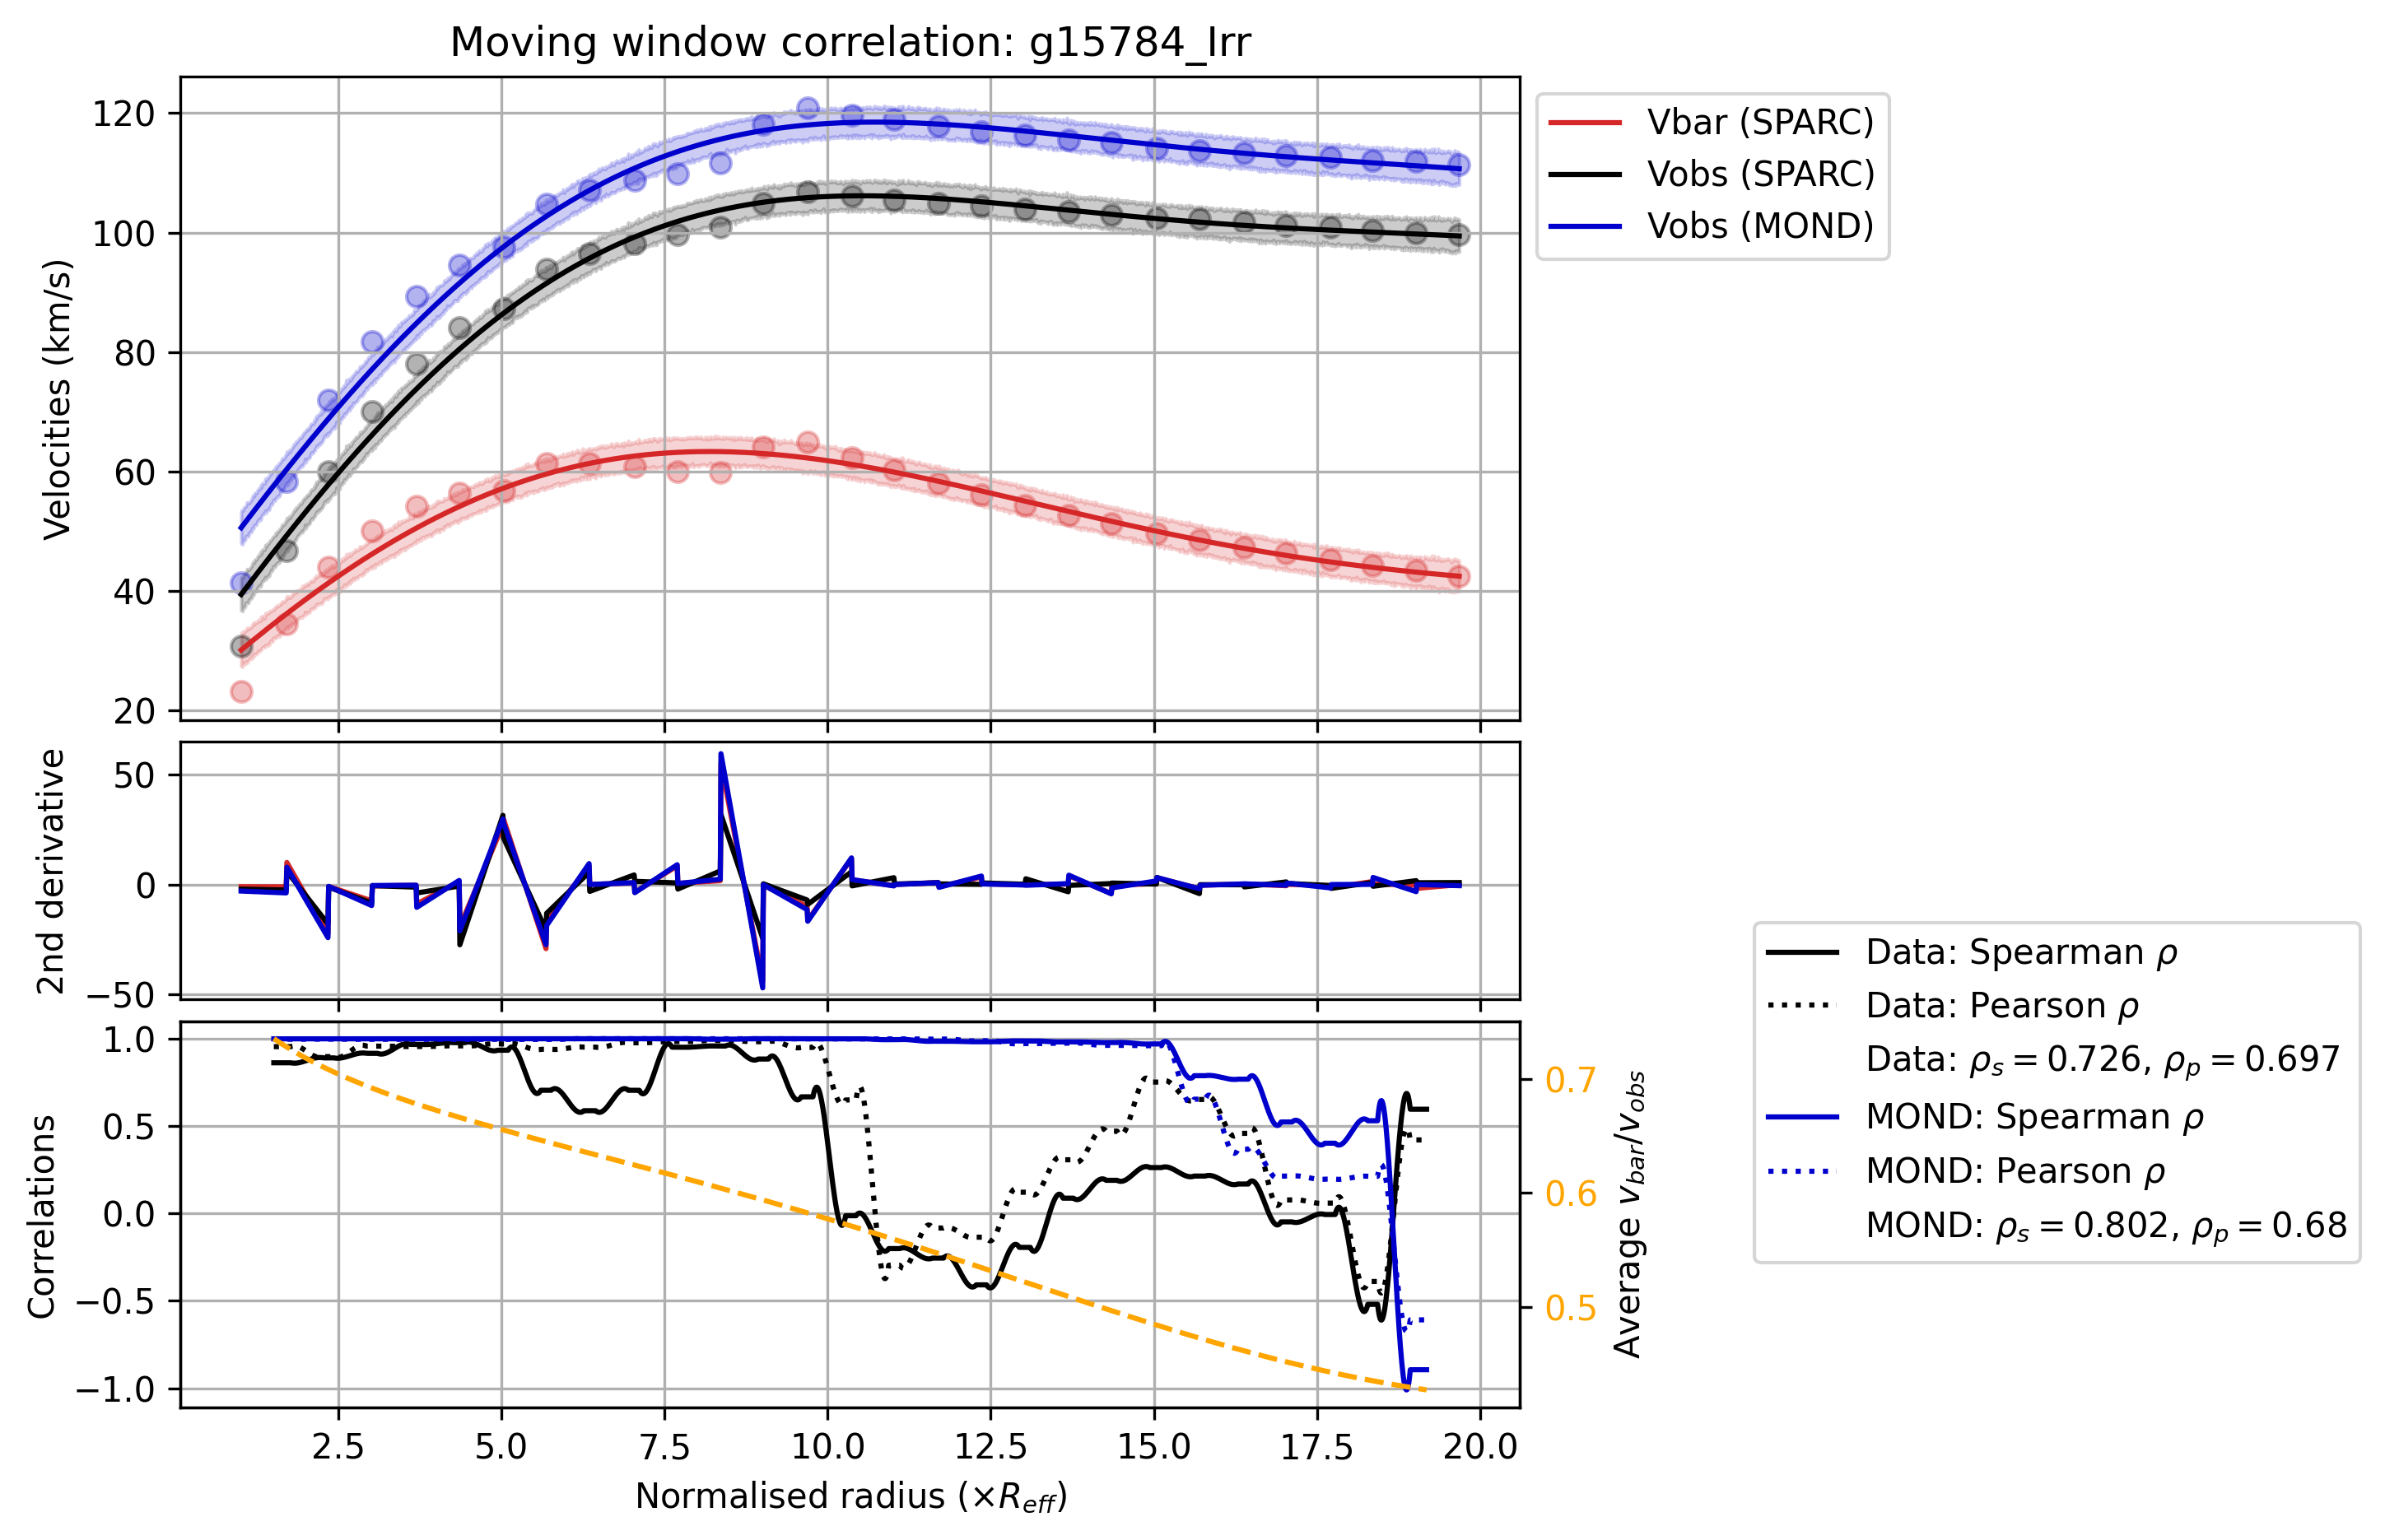 Moving window correlation: g15784_Irr
120
100
80
60
40
20
Velocities (km/s)
Vbar (SPARC)
Vobs (SPARC)
Vobs (MOND)
50
0
−50
2nd derivative
1.0
0.5
0.0
−0.5
−1.0
Correlations
0.7
0.6
0.5
Average v_bar/v_obs
Data: Spearman ρ
Data: Pearson ρ
Data: ρ_s = 0.726, ρ_p = 0.697
MOND: Spearman ρ
MOND: Pearson ρ
MOND: ρ_s = 0.802, ρ_p = 0.68
2.5 5.0 7.5 10.0 12.5 15.0 17.5 20.0
Normalised radius (×R_eff)